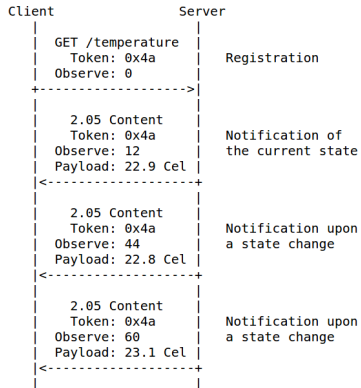 Client Server
GET /temperature
Token: 0x4a Registration
Observe: 0
2.05 Content
Token: 0x4a Notification of
Observe: 12 the current state
Payload: 22.9 Cel
2.05 Content
Token: 0x4a Notification upon
Observe: 44 a state change
Payload: 22.8 Cel
2.05 Content
Token: 0x4a Notification upon
Observe: 60 a state change
Payload: 23.1 Cel